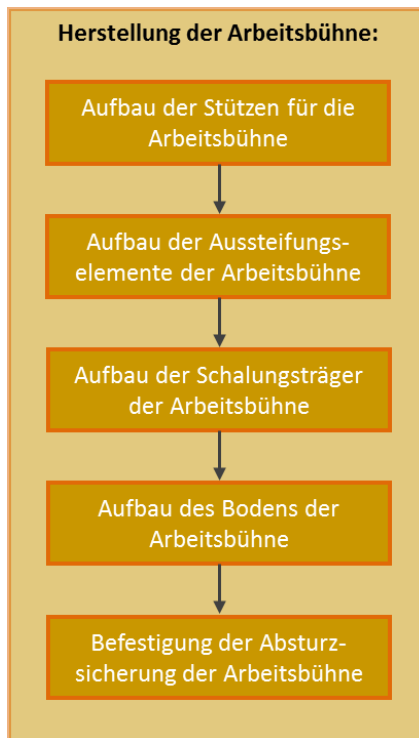 Herstellung der Arbeitsbühne:
Aufbau der Stützen für die
Arbeitsbühne
Aufbau der Aussteifungs-
elemente der Arbeitsbühne
Aufbau der Schalungsträger
der Arbeitsbühne
Aufbau des Bodens der
Arbeitsbühne
Befestigung der Absturz-
sicherung der Arbeitsbühne